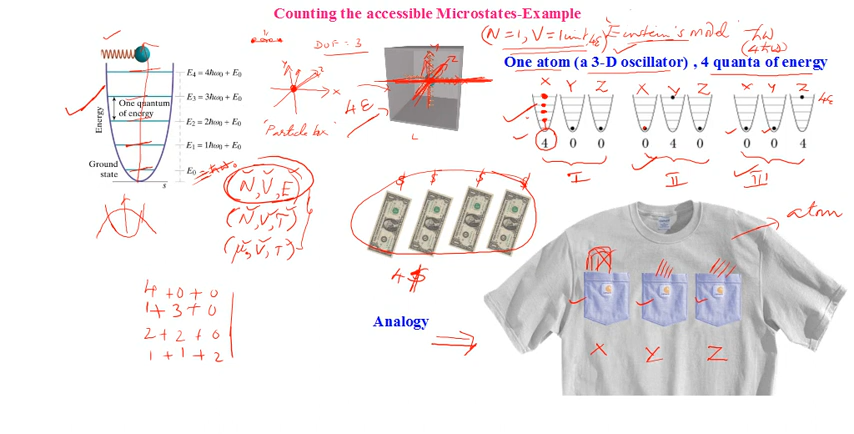 Counting the accessible Microstates-Example
(N=1, V=1unit, 4ε) Einstein's model ħω
(4ħω)
DOF = 3
One atom (a 3-D oscillator) , 4 quanta of energy
E4 = 4ħω0 + E0
E3 = 3ħω0 + E0
E2 = 2ħω0 + E0
E1 = 1ħω0 + E0
E0
Energy
One quantum
of energy
Ground
state
s
Y
Z
X
'Particle box'
4ε
Y
Z
X
L
X Y Z
X Y Z
X Y Z
4ε
4 0 0
0 4 0
0 0 4
I
II
III
N, V, E
(N, V, T)
(μ, V, T)
$ $ $ $
4 $
atom
4 + 0 + 0
1 + 3 + 0
2 + 2 + 0
1 + 1 + 2
Analogy
X Y Z